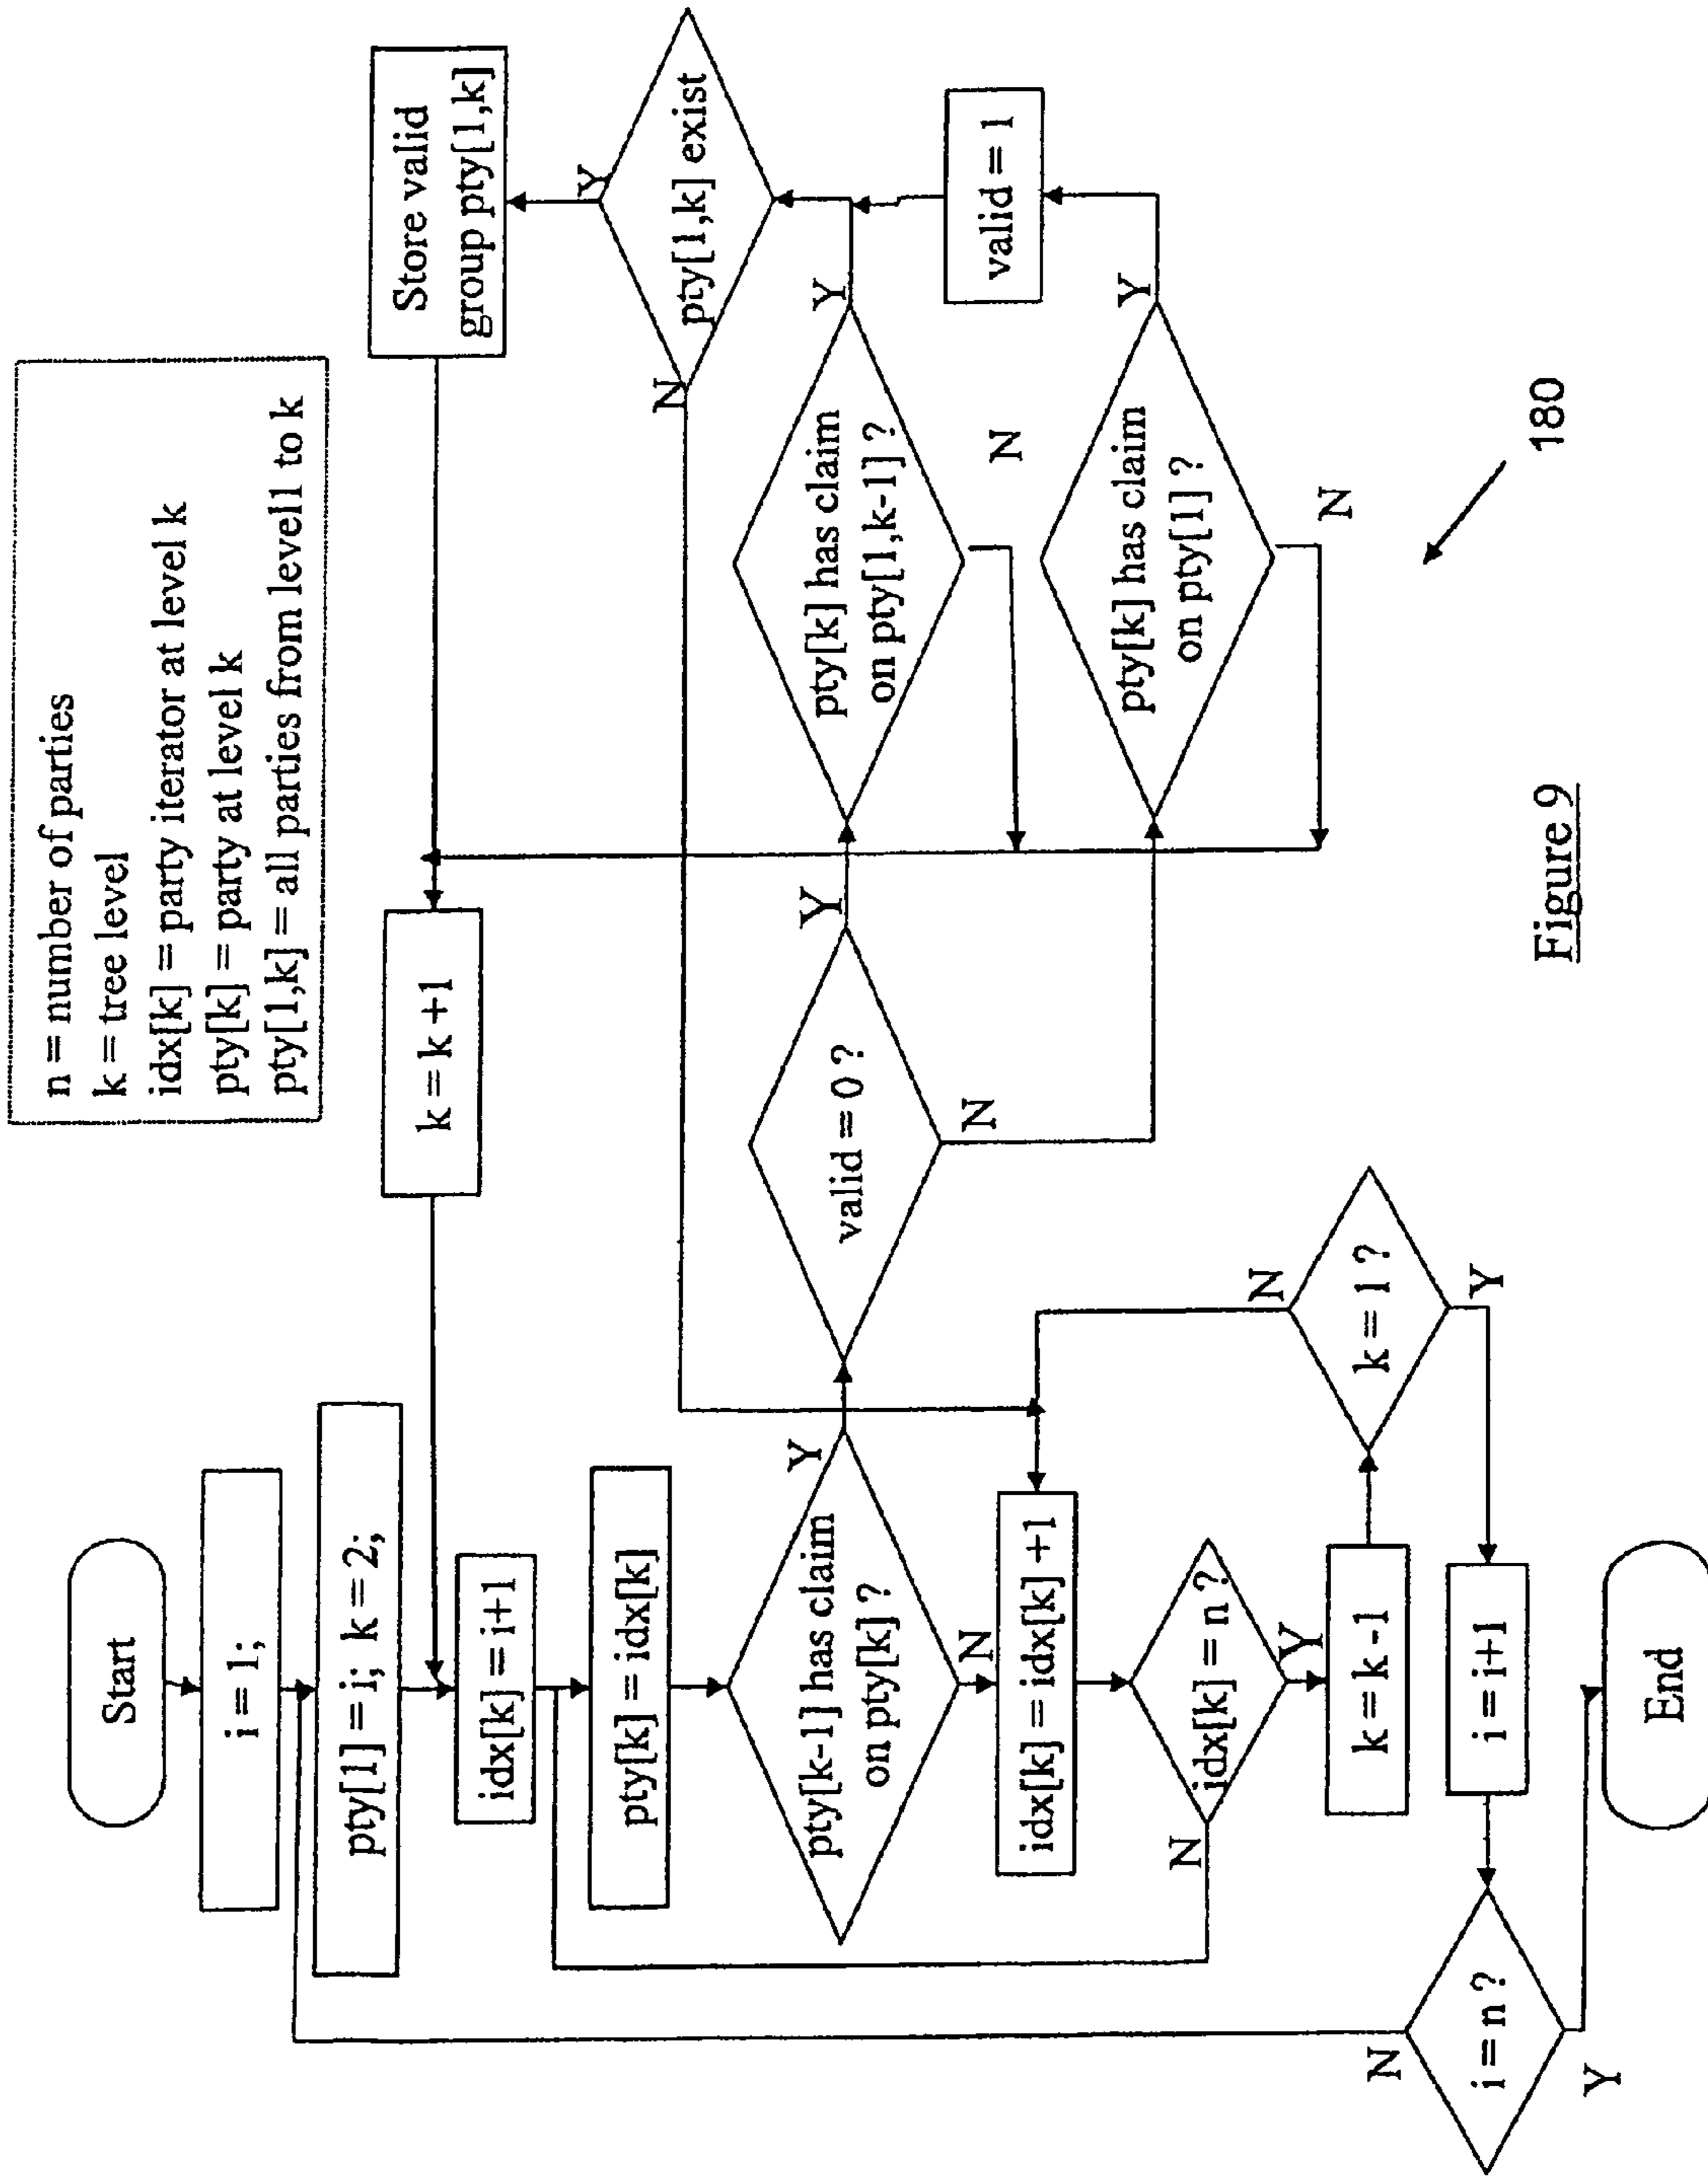 n = number of parties
k = tree level
idx[k] = party iterator at level k
pty[k] = party at level k
pty[1,k] = all parties from level1 to k
Start
i = 1;
pty[1] = i; k = 2;
k = k +1
Store valid
group pty[1,k]
idx[k] = i+1
pty[k] = idx[k]
pty[k-1] has claim
on pty[k] ?
Y
N
valid = 0 ?
Y
N
pty[k] has claim
on pty[1,k-1] ?
Y
N
pty[1,k] exist
Y
N
idx[k] = idx[k] +1
pty[k] has claim
on pty[1] ?
Y
N
valid = 1
idx[k] = n ?
N
Y
k = k -1
k = 1 ?
N
Y
i = i+1
i = n ?
N
Y
End
180
Figure 9